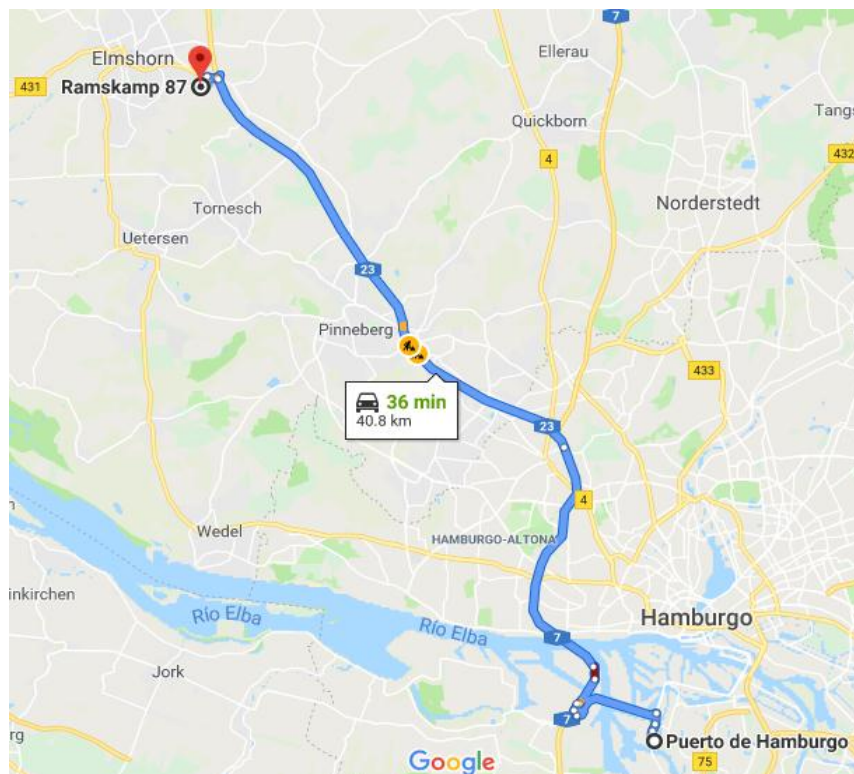 7
Ellerau
Elmshorn
431
Ramskamp 87
Tangs
Quickborn
4
432
Tornesch
Norderstedt
Uetersen
23
Pinneberg
433
36 min
40.8 km
23
4
Wedel
HAMBURGO-ALTONA
inkirchen
Río Elba
Río Elba
Hamburgo
7
Jork
7
rg
Puerto de Hamburgo
Google
75